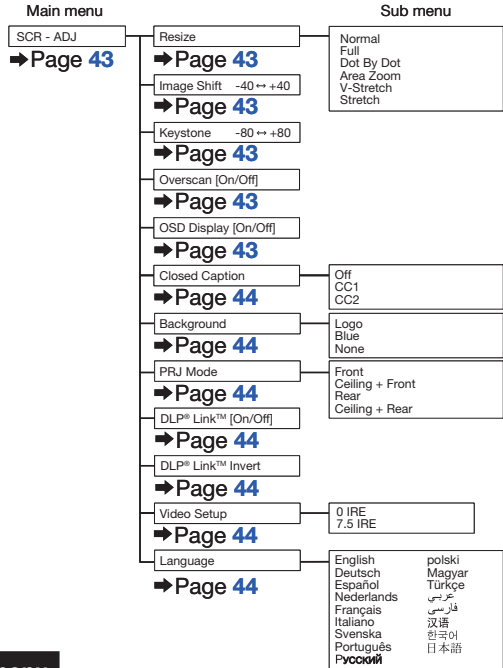 Main menu
Sub menu
SCR - ADJ
➡Page 43
Resize
➡Page 43
Normal
Full
Dot By Dot
Area Zoom
V-Stretch
Stretch
Image Shift -40 ↔ +40
➡Page 43
Keystone -80 ↔ +80
➡Page 43
Overscan [On/Off]
➡Page 43
OSD Display [On/Off]
➡Page 43
Closed Caption
➡Page 44
Off
CC1
CC2
Background
➡Page 44
Logo
Blue
None
PRJ Mode
➡Page 44
Front
Ceiling + Front
Rear
Ceiling + Rear
DLP® Link™ [On/Off]
➡Page 44
DLP® Link™ Invert
➡Page 44
Video Setup
➡Page 44
0 IRE
7.5 IRE
Language
➡Page 44
English
Deutsch
Español
Nederlands
Français
Italiano
Svenska
Português
Русский
polski
Magyar
Türkçe
عربي
فارسی
汉语
한국어
日本語